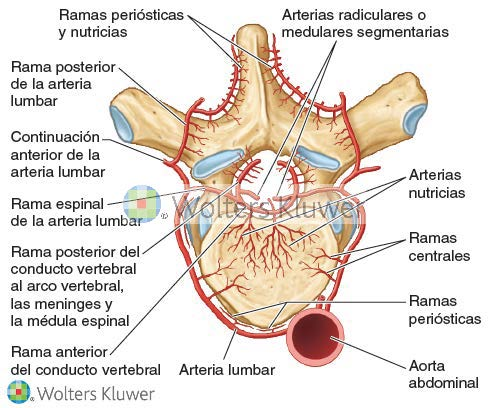 Ramas periósticas
y nutricias
Arterias radiculares o
medulares segmentarias
Rama posterior
de la arteria
lumbar
Continuación
anterior de la
arteria lumbar
Arterias
nutricias
Rama espinal
de la arteria lumbar
Wolters Kluwer
Rama posterior del
conducto vertebral
al arco vertebral,
las meninges y
la médula espinal
Ramas
centrales
Ramas
periósticas
Rama anterior
del conducto vertebral
Arteria lumbar
Aorta
abdominal
Wolters Kluwer